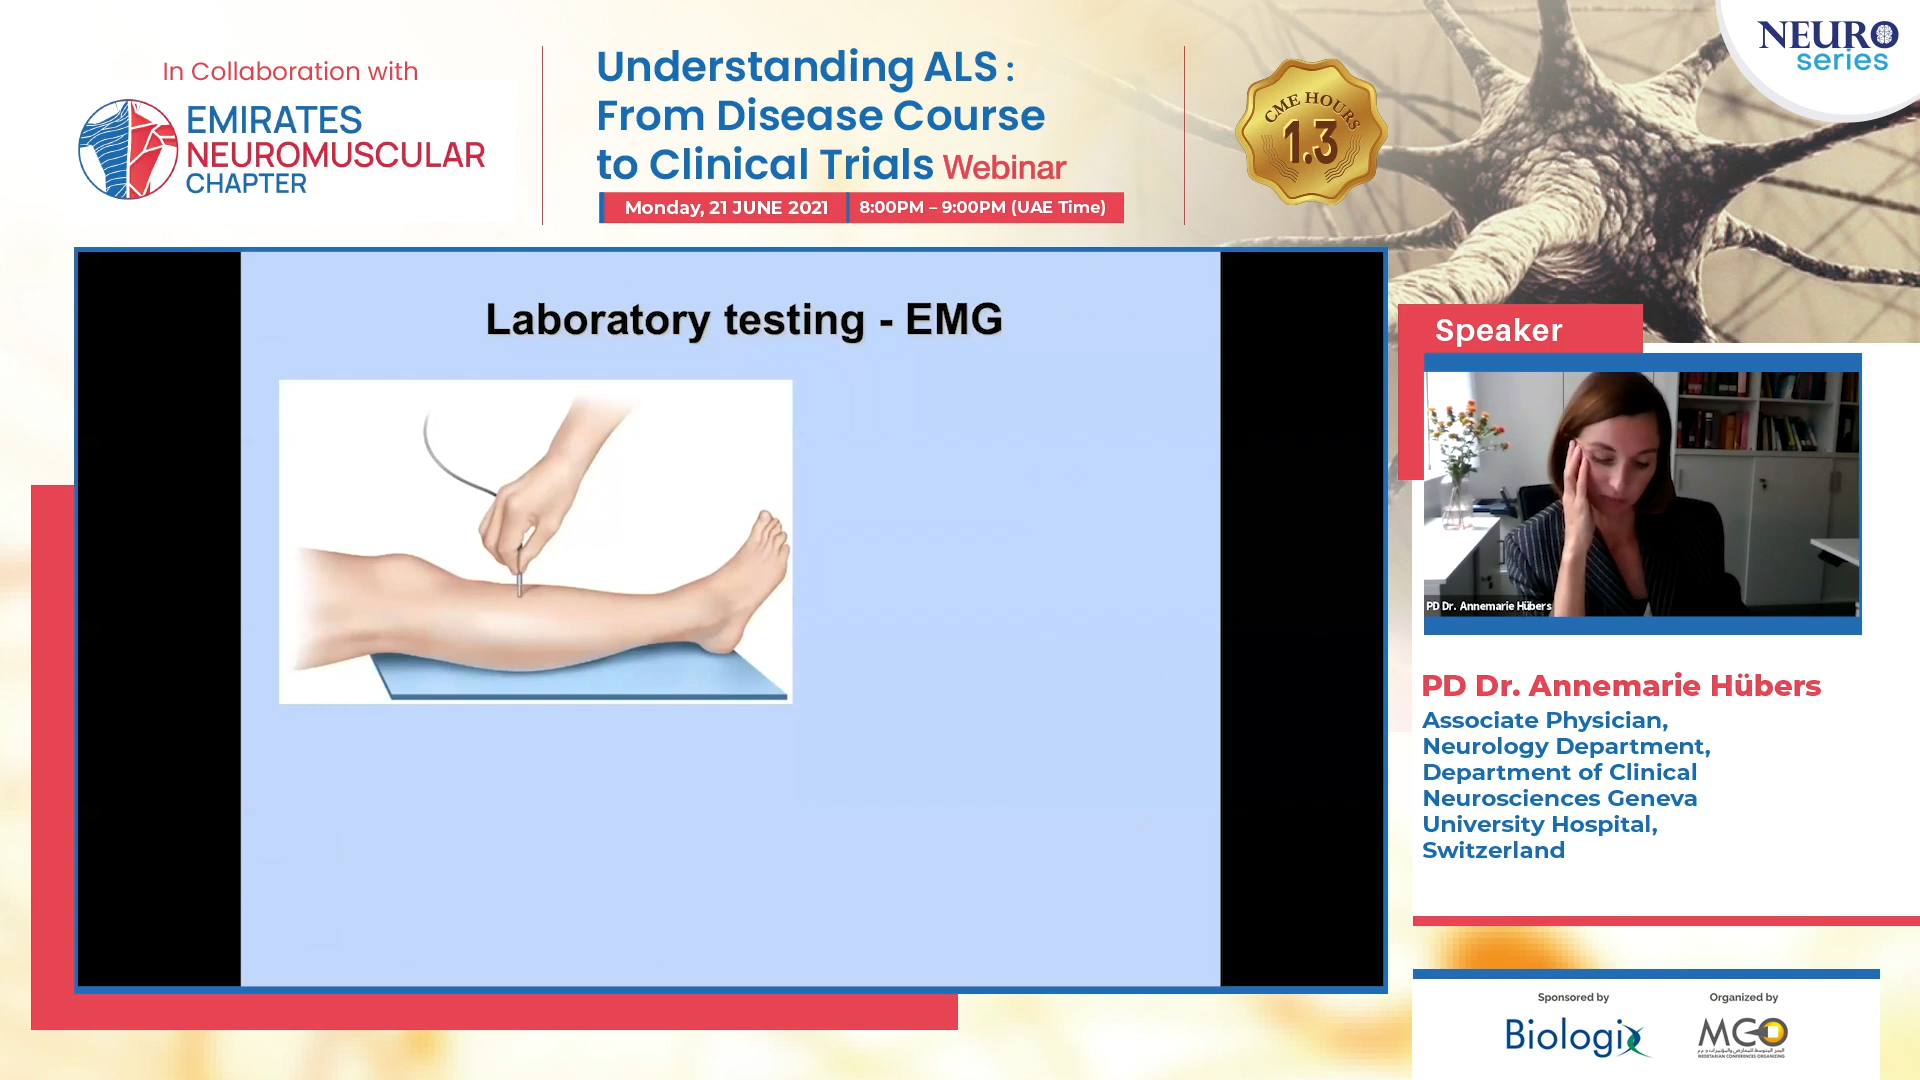 In Collaboration with
EMIRATES
NEUROMUSCULAR
CHAPTER
Understanding ALS :
From Disease Course
to Clinical Trials Webinar
Monday, 21 JUNE 2021
8:00PM – 9:00PM (UAE Time)
CME HOURS
1.3
NEURO
series
Laboratory testing - EMG
Speaker
PD Dr. Annemarie Hübers
PD Dr. Annemarie Hübers
Associate Physician,
Neurology Department,
Department of Clinical
Neurosciences Geneva
University Hospital,
Switzerland
Sponsored by
Biologix
Organized by
MCO